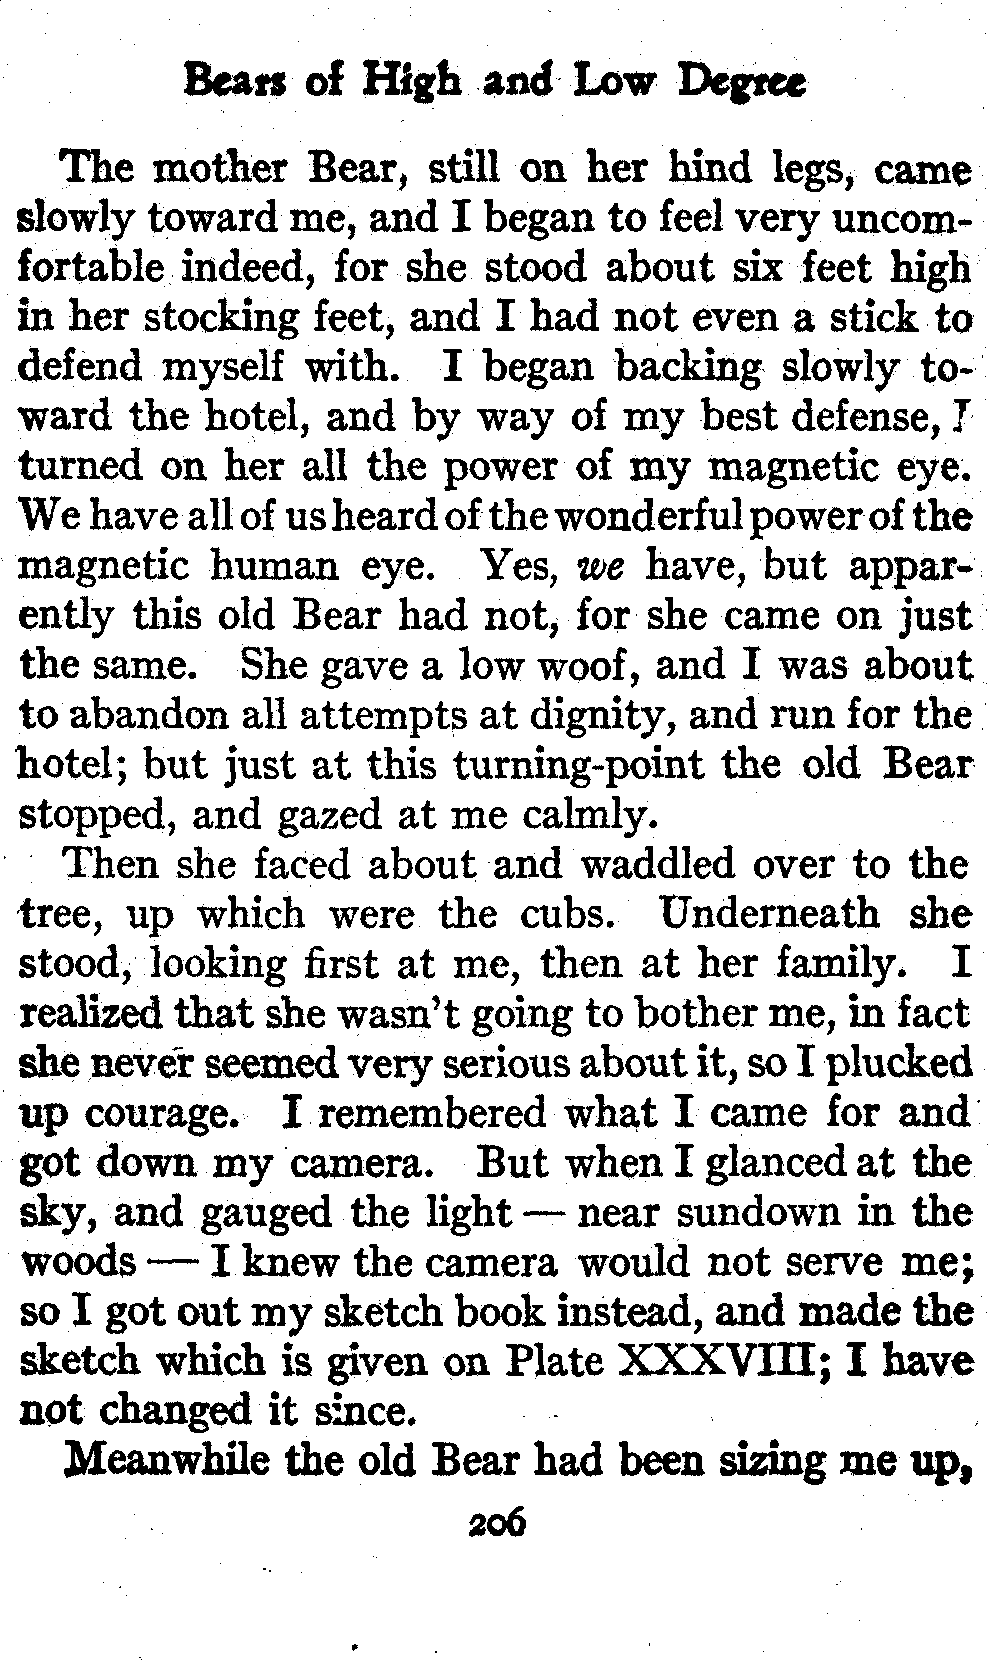 Bears of High and Low Degree
The mother Bear, still on her hind legs, came
slowly toward me, and I began to feel very uncom-
fortable indeed, for she stood about six feet high
in her stocking feet, and I had not even a stick to
defend myself with. I began backing slowly to-
ward the hotel, and by way of my best defense, I
turned on her all the power of my magnetic eye.
We have all of us heard of the wonderful power of the
magnetic human eye. Yes, we have, but appar-
ently this old Bear had not, for she came on just
the same. She gave a low woof, and I was about
to abandon all attempts at dignity, and run for the
hotel; but just at this turning-point the old Bear
stopped, and gazed at me calmly.
Then she faced about and waddled over to the
tree, up which were the cubs. Underneath she
stood, looking first at me, then at her family. I
realized that she wasn't going to bother me, in fact
she never seemed very serious about it, so I plucked
up courage. I remembered what I came for and
got down my camera. But when I glanced at the
sky, and gauged the light — near sundown in the
woods — I knew the camera would not serve me;
so I got out my sketch book instead, and made the
sketch which is given on Plate XXXVIII; I have
not changed it since.
Meanwhile the old Bear had been sizing me up,
206